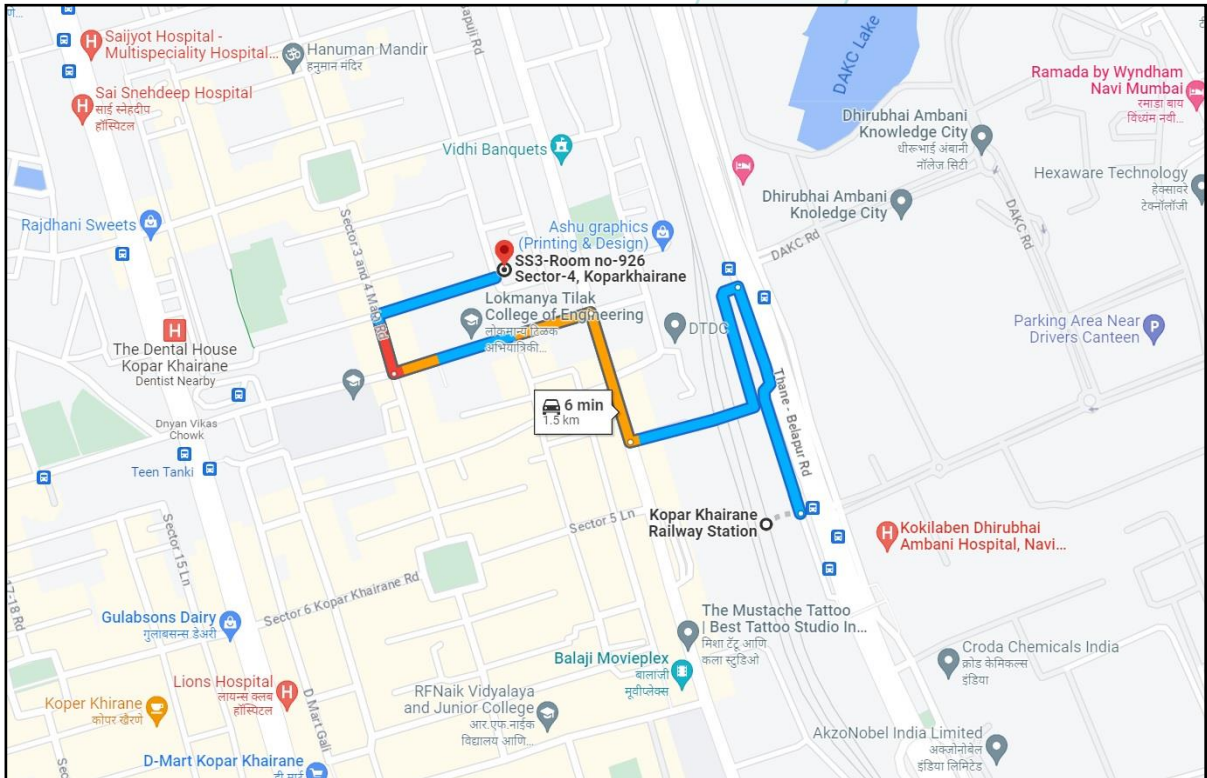 Saijyot Hospital -
Multispeciality Hospital...
Hanuman Mandir
हनुमान मंदिर
Sai Snehdeep Hospital
साई स्नेहदीप
हॉस्पिटल
Vidhi Banquets
DAKC Lake
Ramada by Wyndham
Navi Mumbai
रमाडा बाय
विंधम नवी...
Dhirubhai Ambani
Knowledge City
धीरूभाई अंबानी
नॉलेज सिटी
Hexaware Technology
हेक्सावरे
टेक्नॉलॉजी
Dhirubhai Ambani
Knoledge City
DAKC Rd
DAKC Rd
Rajdhani Sweets
Sector 3 and 4 Main Rd
Ashu graphics
(Printing & Design)
SS3-Room no-926
Sector-4, Koparkhairane
Lokmanya Tilak
College of Engineering
लोकमान्य टिळक
अभियांत्रिकी...
DTDC
Parking Area Near
Drivers Canteen
The Dental House
Kopar Khairane
Dentist Nearby
6 min
1.5 km
Thane - Belapur Rd
Dnyan Vikas
Chowk
Teen Tanki
Sector 15 Ln
Sector 5 Ln
Kopar Khairane
Railway Station
Kokilaben Dhirubhai
Ambani Hospital, Navi...
17-18 Rd
Sector 6 Kopar Khairane Rd
Gulabsons Dairy
गुलाबसन्स डेअरी
The Mustache Tattoo
| Best Tattoo Studio In...
मिशा टॅटू आणि
कला स्टुडिओ
Croda Chemicals India
क्रोड केमिकल्स
इंडिया
Balaji Movieplex
बालाजी
मूवीप्लेक्स
Lions Hospital
लायन्स क्लब
हॉस्पिटल
D Mart Gali
Koper Khirane
कोपर खैरणे
RFNaik Vidyalaya
and Junior College
आर.एफ.नाईक
विद्यालय आणि...
AkzoNobel India Limited
अक्जोनोबेल
इंडिया लिमिटेड
D-Mart Kopar Khairane